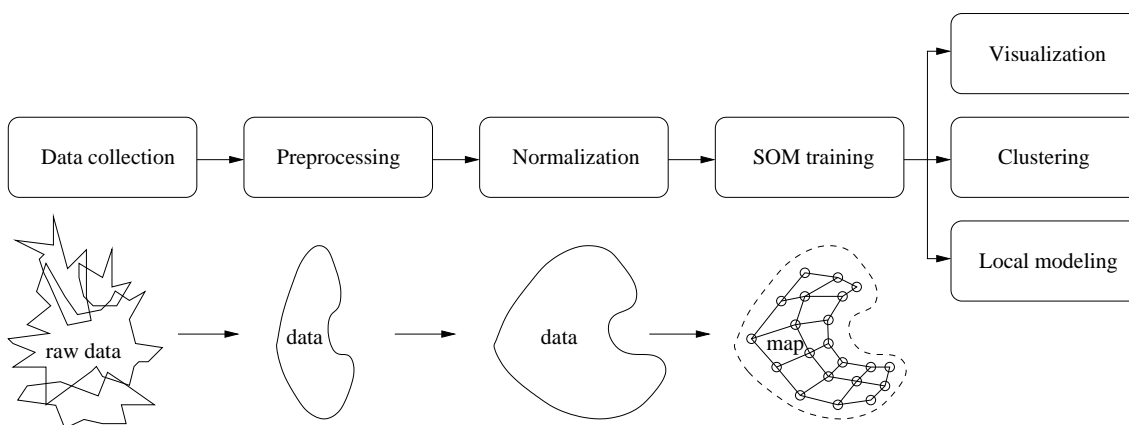 Visualization
Data collection
Preprocessing
Normalization
SOM training
Clustering
Local modeling
raw data
data
data
map